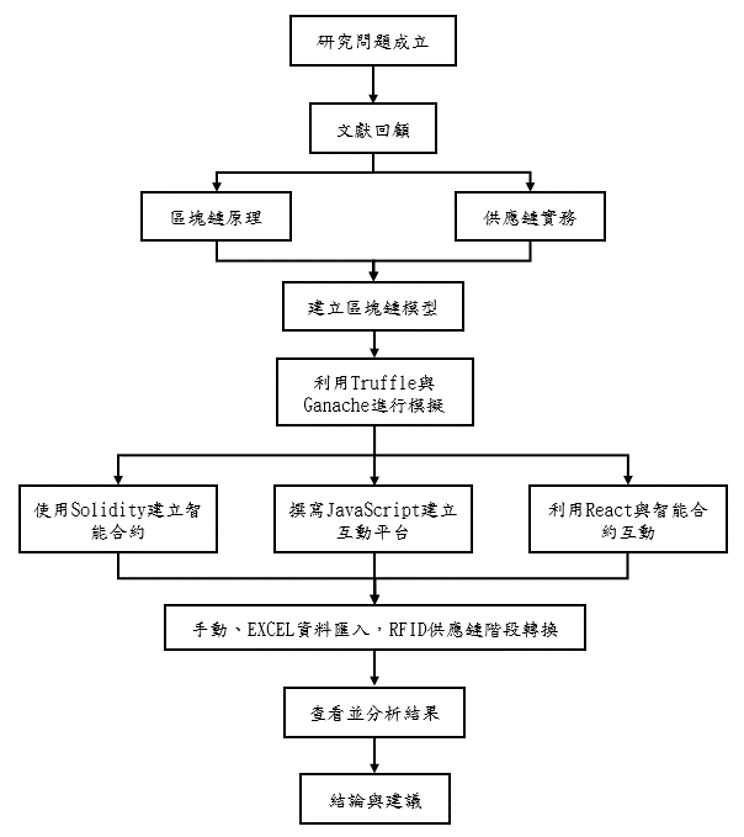 研究問題成立
文獻回顧
區塊鏈原理
供應鏈實務
建立區塊鏈模型
利用Truffle與
Ganache進行模擬
使用Solidity建立智
能合約
撰寫JavaScript建立
互動平台
利用React與智能合
約互動
手動、EXCEL資料匯入，RFID供應鏈階段轉換
查看並分析結果
結論與建議